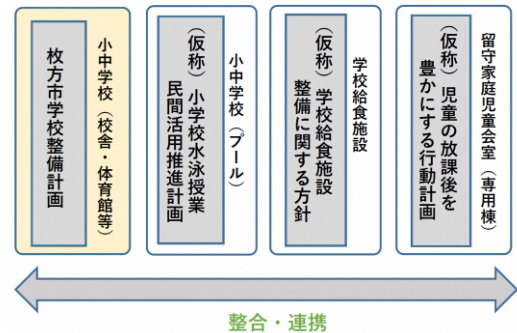 小中学校（校舎・体育館等）
枚方市学校整備計画
小中学校（プール）
（仮称）小学校水泳授業
民間活用推進計画
学校給食施設
（仮称）学校給食施設
整備に関する方針
留守家庭児童会室（専用棟）
（仮称）児童の放課後を
豊かにする行動計画
整合・連携